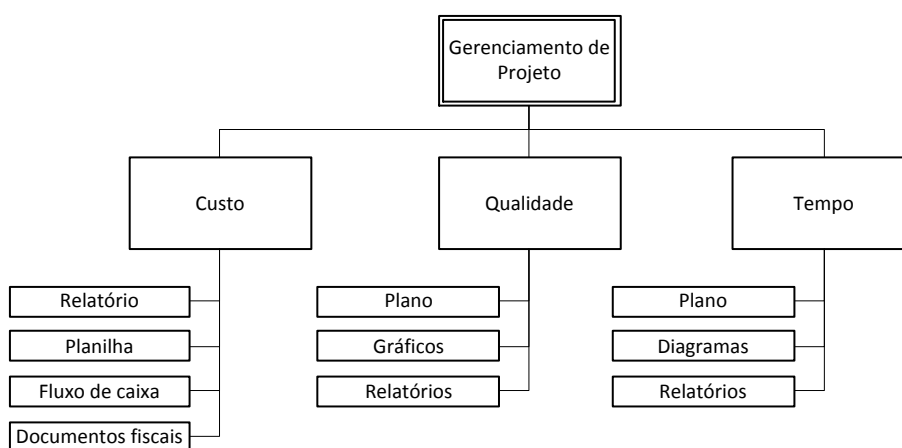 Gerenciamento de
Projeto
Custo
Qualidade
Tempo
Relatório
Planilha
Fluxo de caixa
Documentos fiscais
Plano
Gráficos
Relatórios
Plano
Diagramas
Relatórios